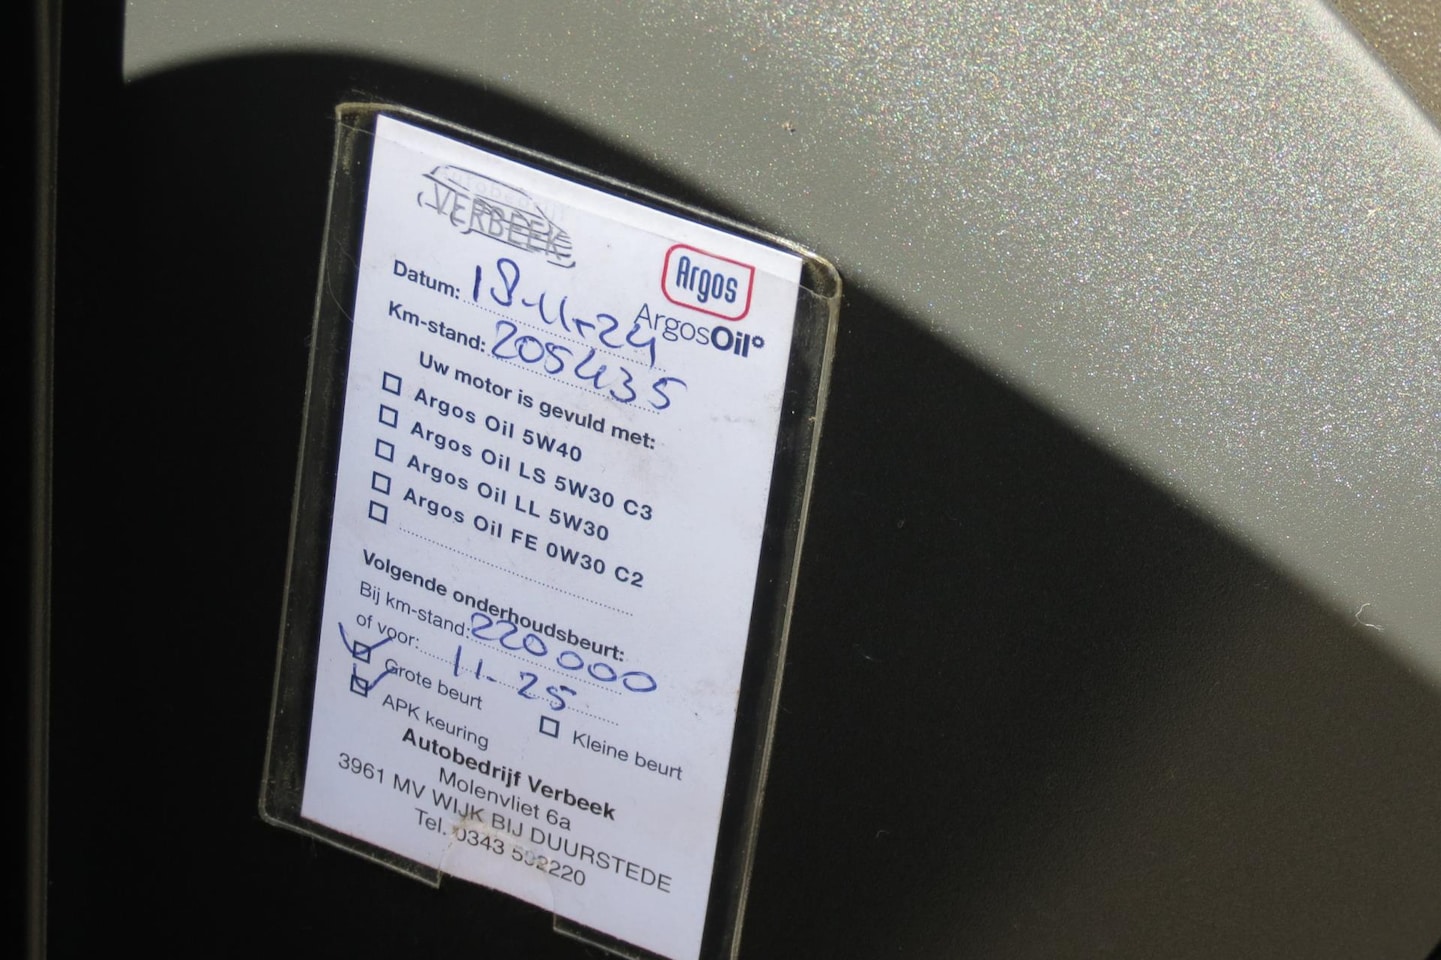 VERBEEK
Argos
ArgosOil
Datum: 18-11-24
Km-stand: 205435
Uw motor is gevuld met:
Argos Oil 5W40
Argos Oil LS 5W30 C3
Argos Oil LL 5W30
Argos Oil FE 0W30 C2
Volgende onderhoudsbeurt:
Bij km-stand: 220000
of voor: 11-25
Grote beurt
Kleine beurt
APK keuring
Autobedrijf Verbeek
Molenvliet 6a
3961 MV WIJK BIJ DUURSTEDE
Tel. 0343 592220